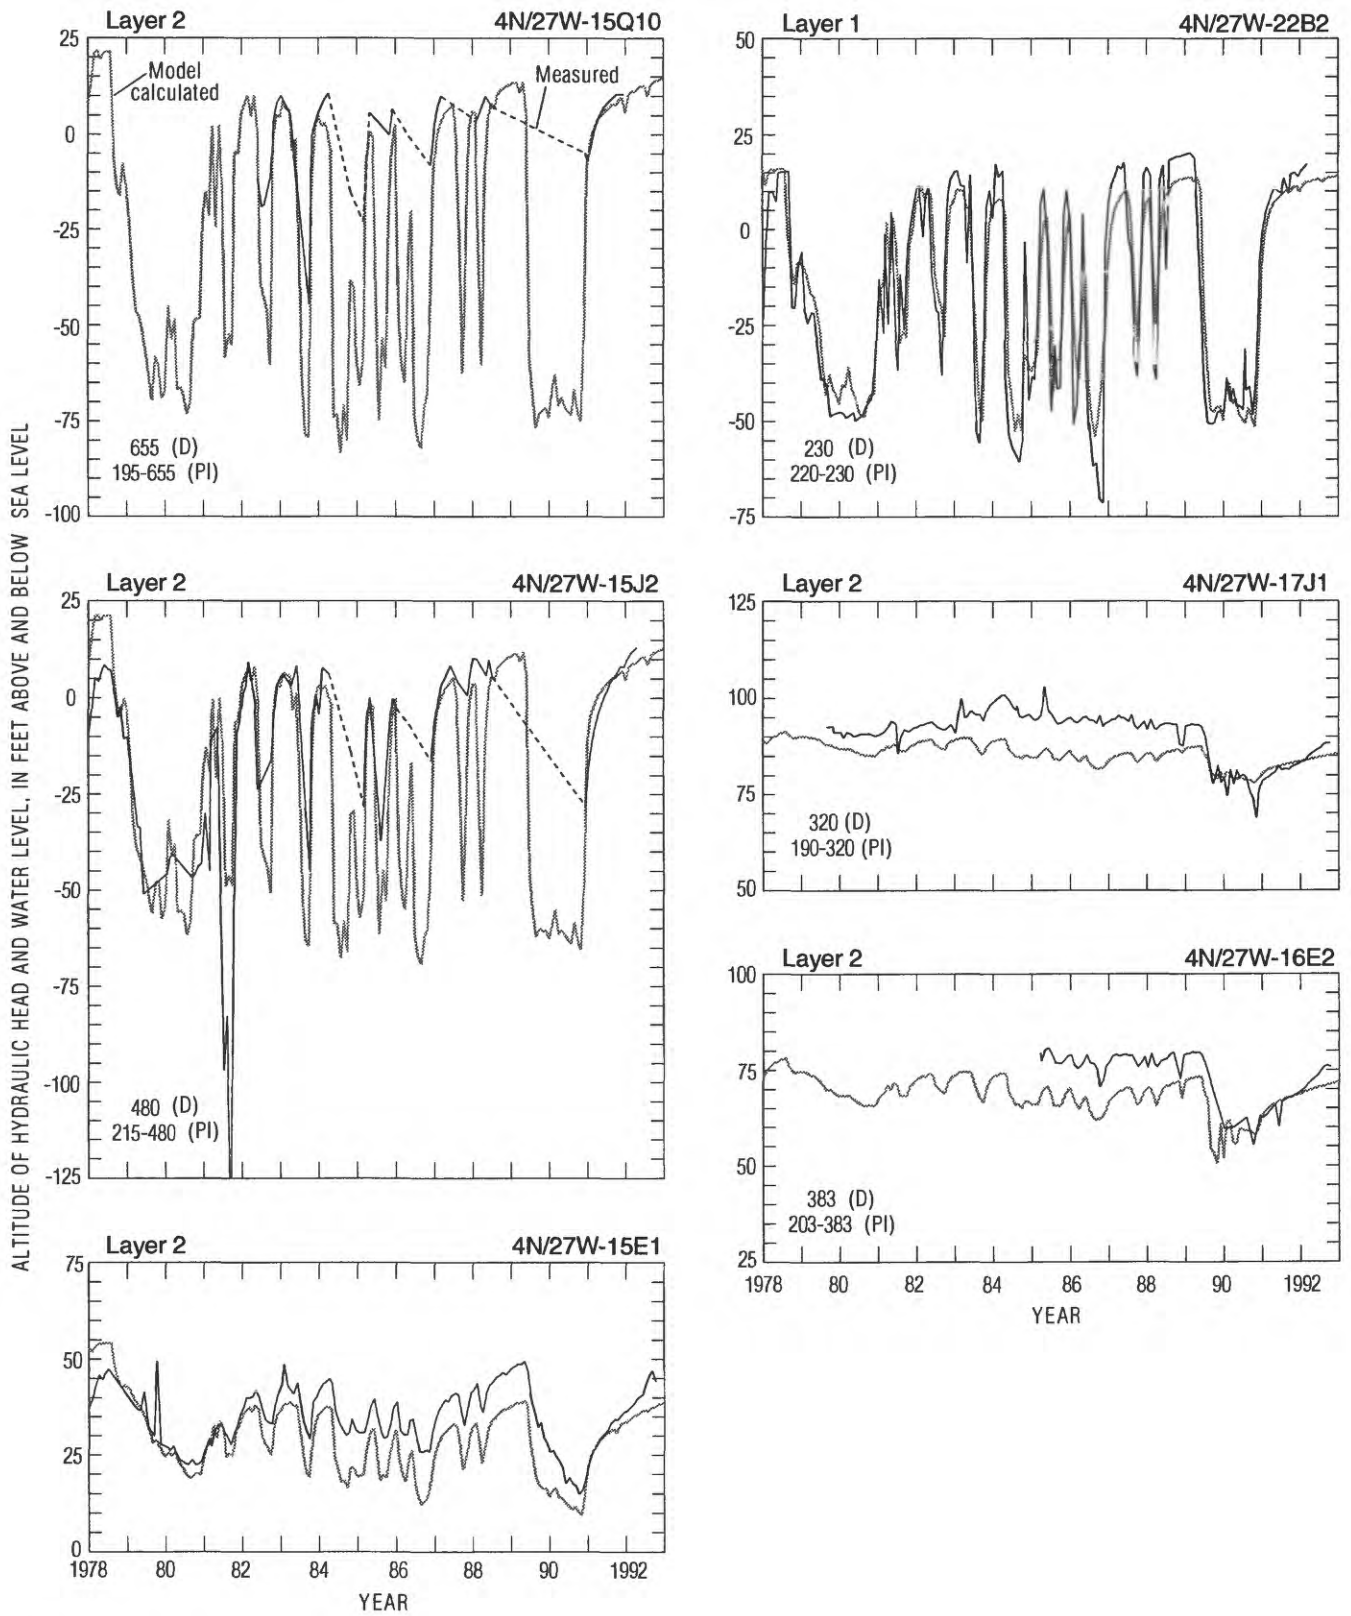 ALTITUDE OF HYDRAULIC HEAD AND WATER LEVEL, IN FEET ABOVE AND BELOW SEA LEVEL
Layer 2 4N/27W-15Q10
25
0
-25
-50
-75
-100
Model
calculated
Measured
655 (D)
195-655 (PI)
Layer 2 4N/27W-15J2
25
0
-25
-50
-75
-100
-125
480 (D)
215-480 (PI)
Layer 2 4N/27W-15E1
75
50
25
0
1978 80 82 84 86 88 90 1992
YEAR
Layer 1 4N/27W-22B2
50
25
0
-25
-50
-75
230 (D)
220-230 (PI)
Layer 2 4N/27W-17J1
125
100
75
50
320 (D)
190-320 (PI)
Layer 2 4N/27W-16E2
100
75
50
25
383 (D)
203-383 (PI)
1978 80 82 84 86 88 90 1992
YEAR